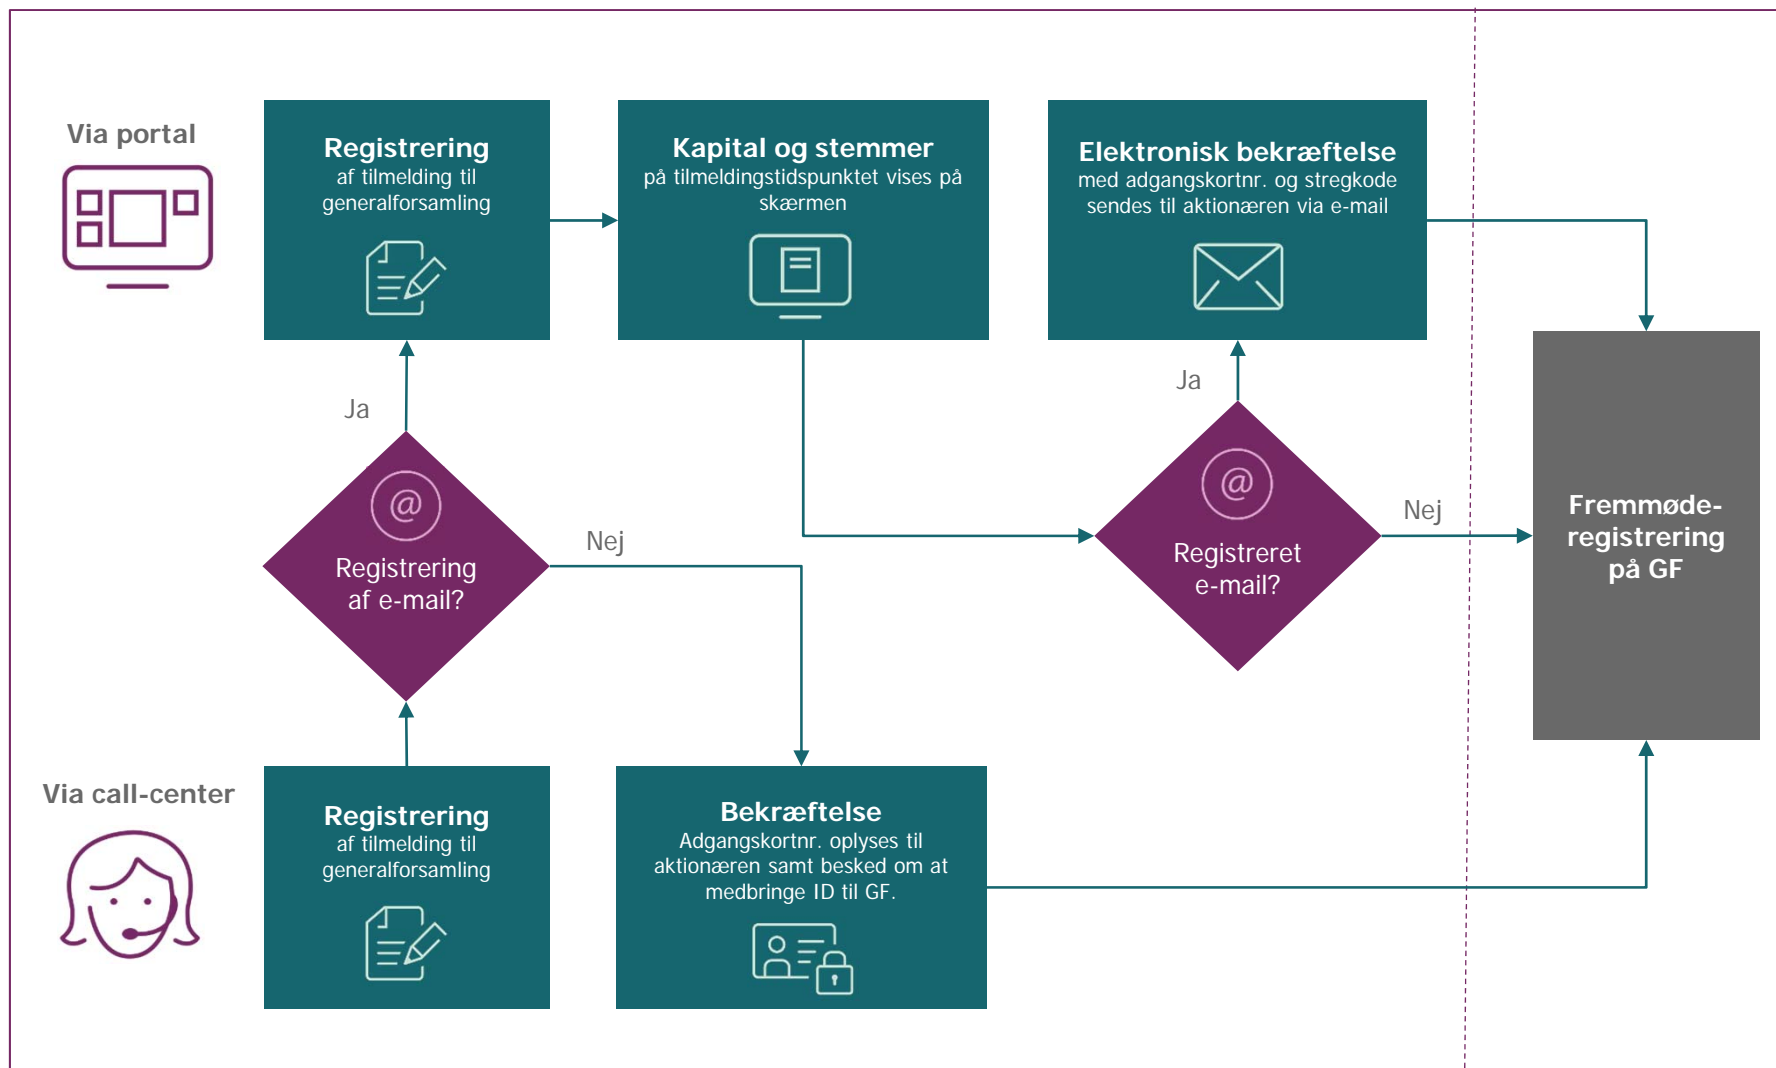 Via portal
Registrering
af tilmelding til
generalforsamling
Kapital og stemmer
på tilmeldingstidspunktet vises på
skærmen
Elektronisk bekræftelse
med adgangskortnr. og stregkode
sendes til aktionæren via e-mail
Ja
Ja
@
Registrering
af e-mail?
Nej
@
Registreret
e-mail?
Nej
Fremmøde-
registrering
på GF
Via call-center
Registrering
af tilmelding til
generalforsamling
Bekræftelse
Adgangskortnr. oplyses til
aktionæren samt besked om at
medbringe ID til GF.